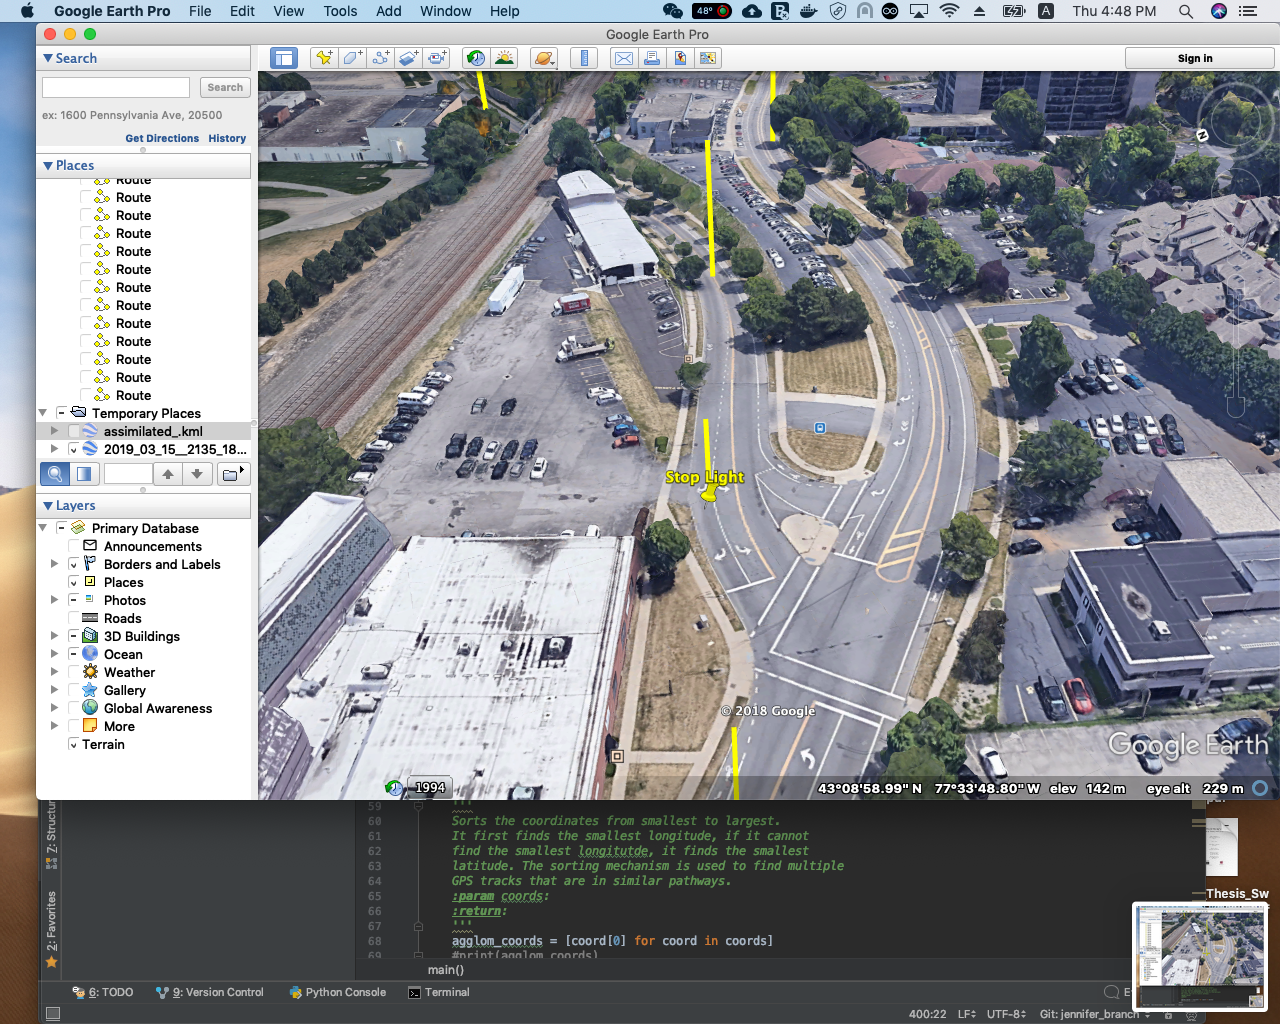 Google Earth Pro File Edit View Tools Add Window Help
48° A Thu 4:48 PM
Google Earth Pro
Search
Search
ex: 1600 Pennsylvania Ave, 20500
Get Directions History
Sign in
Places
Route
Route
Route
Route
Route
Route
Route
Route
Route
Route
Route
Route
Route
Temporary Places
assimilated_.kml
2019_03_15__2135_18...
Layers
Primary Database
Announcements
Borders and Labels
Places
Photos
Roads
3D Buildings
Ocean
Weather
Gallery
Global Awareness
More
Terrain
Stop Light
© 2018 Google
Google Earth
1994
43°08'58.99" N 77°33'48.80" W elev 142 m eye alt 229 m
59 '''
60 Sorts the coordinates from smallest to largest.
61 It first finds the smallest longitude, if it cannot
62 find the smallest longitutde, it finds the smallest
63 latitude. The sorting mechanism is used to find multiple
64 GPS tracks that are in similar pathways.
65 :param coords:
66 :return:
67 '''
68 agglom_coords = [coord[0] for coord in coords]
69 #print(agglom_coords)
main()
Z: Structure
2: Favorites
Thesis_Sw
6: TODO 9: Version Control Python Console Terminal
400:22 LF UTF-8 Git: jennifer_branch